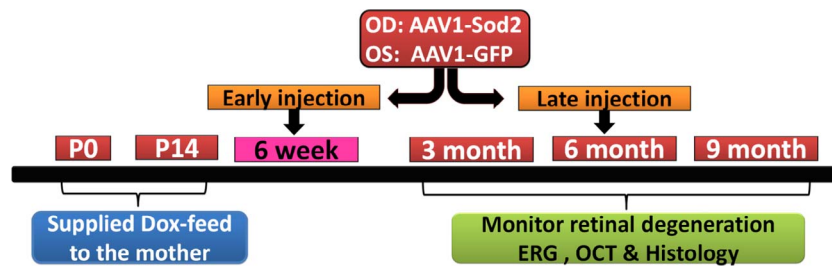 OD: AAV1-Sod2
OS: AAV1-GFP
Early injection
Late injection
P0
P14
6 week
3 month
6 month
9 month
Supplied Dox-feed
to the mother
Monitor retinal degeneration
ERG , OCT & Histology